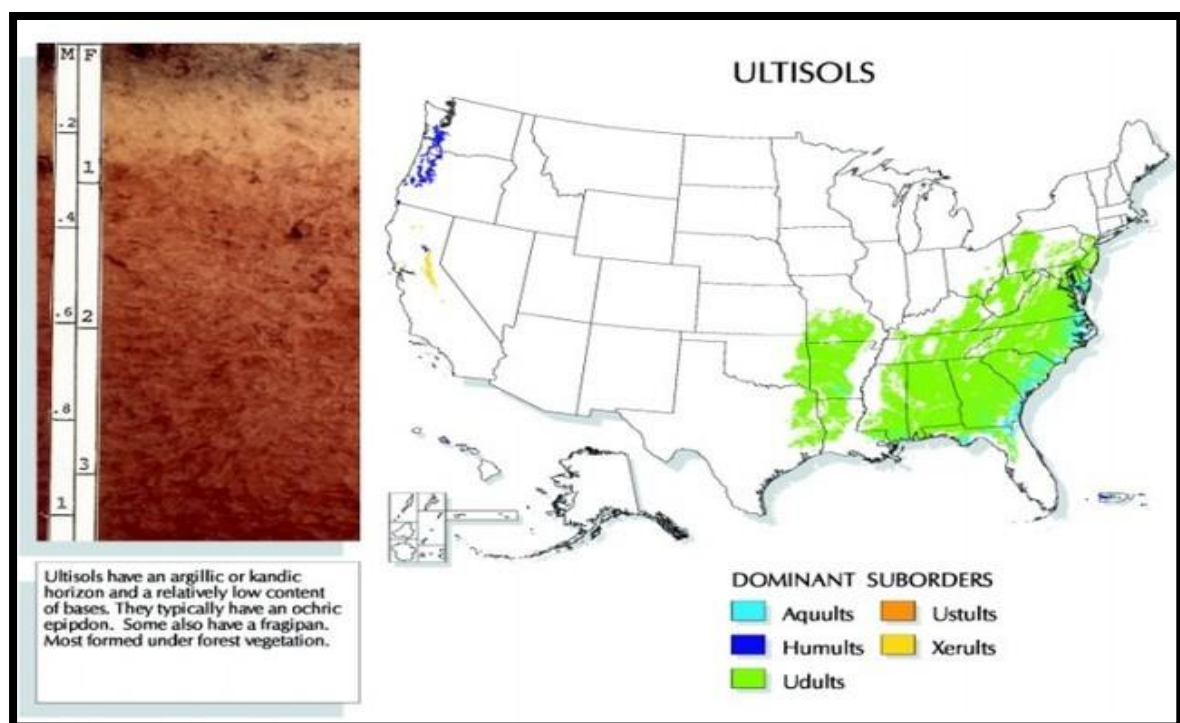 M F
.2
1
.4
.6 2
.8
3
1
ULTISOLS
Ultisols have an argillic or kandic
horizon and a relatively low content
of bases. They typically have an ochric
epipdon. Some also have a fragipan.
Most formed under forest vegetation.
DOMINANT SUBORDERS
Aquults Ustults
Humults Xerults
Udults